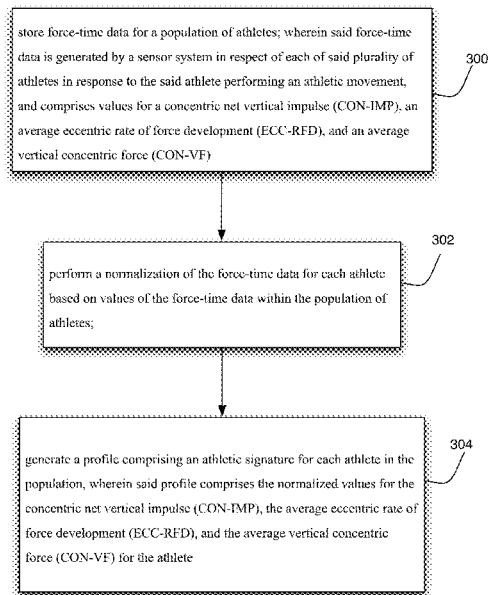 store force-time data for a population of athletes; wherein said force-time
data is generated by a sensor system in respect of each of said plurality of
athletes in response to the said athlete performing an athletic movement,
and comprises values for a concentric net vertical impulse (CON-IMP), an
average eccentric rate of force development (ECC-RFD), and an average
vertical concentric force (CON-VF)
300
perform a normalization of the force-time data for each athlete
based on values of the force-time data within the population of
athletes;
302
generate a profile comprising an athletic signature for each athlete in the
population, wherein said profile comprises the normalized values for the
concentric net vertical impulse (CON-IMP), the average eccentric rate of
force development (ECC-RFD), and the average vertical concentric
force (CON-VF) for the athlete
304